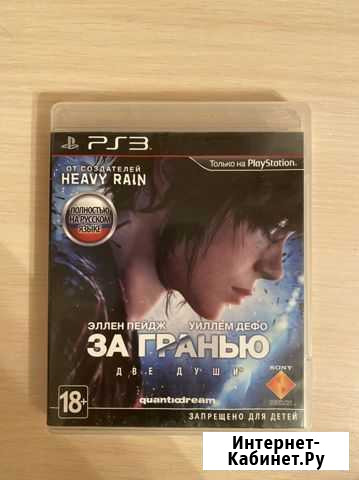 PS3
Только на PlayStation®
ОТ СОЗДАТЕЛЕЙ
HEAVY RAIN
ПОЛНОСТЬЮ
НА РУССКОМ
ЯЗЫКЕ
ЭЛЛЕН ПЕЙДЖ УИЛЛЕМ ДЕФО
ЗА ГРАНЬЮ
ДВЕ ДУШИ
SONY
18+
quanticdream
ЗАПРЕЩЕНО ДЛЯ ДЕТЕЙ
Интернет-
Кабинет.Ру